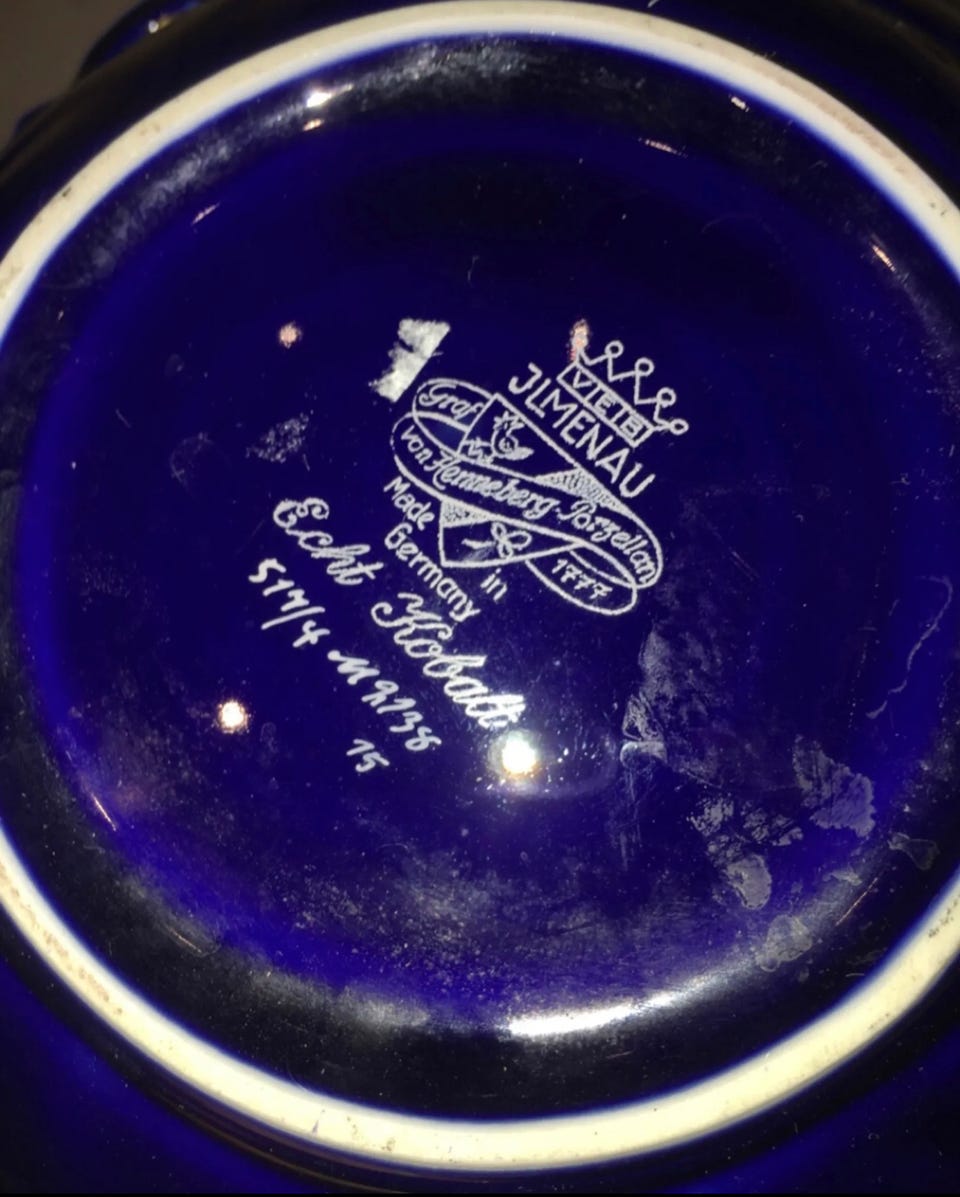 VEB
JLMENAU
Graf
von Henneberg-Porzellan
1777
Made in
Germany
Echt Kobalt
517/4 M 9138
15